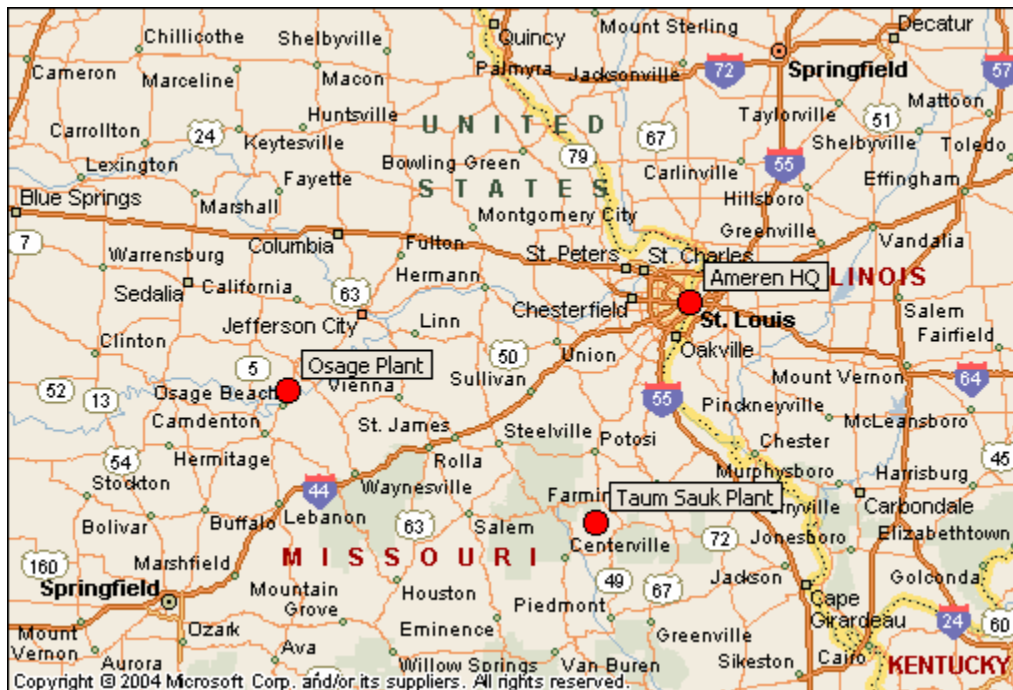 Quincy
Mount Sterling
Decatur
Chillicothe
Shelbyville
Cameron
Marceline
Macon
Palmyra
Jacksonville
72
Springfield
57
Mattoon
Carrollton
24
Huntsville
Keytesville
UNITED
67
Taylorville
51
Shelbyville
Toledo
Lexington
Bowling Green
79
Carlinville
55
Effingham
Blue Springs
Marshall
Fayette
STATES
Hillsboro
Montgomery City
Greenville
Vandalia
7
Warrensburg
Columbia
Fulton
St. Peters
St. Charles
Ameren HQ
LINOIS
Sedalia
California
63
Hermann
Chesterfield
Jefferson City
Linn
St. Louis
Salem
Fairfield
Clinton
5
Osage Plant
50
Union
Oakville
52
13
Osage Beach
Vienna
Sullivan
55
Mount Vernon
64
Camdenton
St. James
Steelville
Potosi
Pinckneyville
McLeansboro
Chester
54
Hermitage
Rolla
Murphysboro
Harrisburg
45
Stockton
44
Waynesville
Farmin
Taum Sauk Plant
ryville
Carbondale
Bolivar
Buffalo
Lebanon
63
Salem
Centerville
72
Jonesboro
Elizabethtown
160
Marshfield
MISSOURI
Jackson
Golconda
Springfield
Mountain
Grove
Houston
Piedmont
49
67
Cape
Girardeau
24
60
Mount
Vernon
Ozark
Eminence
Greenville
Aurora
Ava
Willow Springs
Van Buren
Sikeston
Cairo
KENTUCKY
Copyright © 2004 Microsoft Corp. and/or its suppliers. All rights reserved.